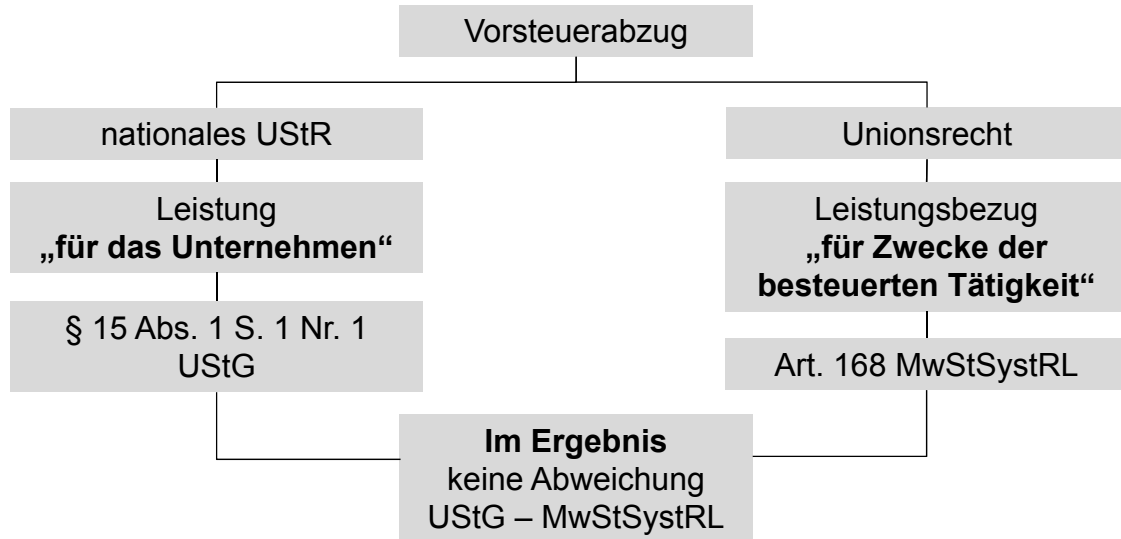 Vorsteuerabzug
nationales UStR
Leistung
„für das Unternehmen“
§ 15 Abs. 1 S. 1 Nr. 1
UStG
Unionsrecht
Leistungsbezug
„für Zwecke der
besteuerten Tätigkeit“
Art. 168 MwStSystRL
Im Ergebnis
keine Abweichung
UStG – MwStSystRL